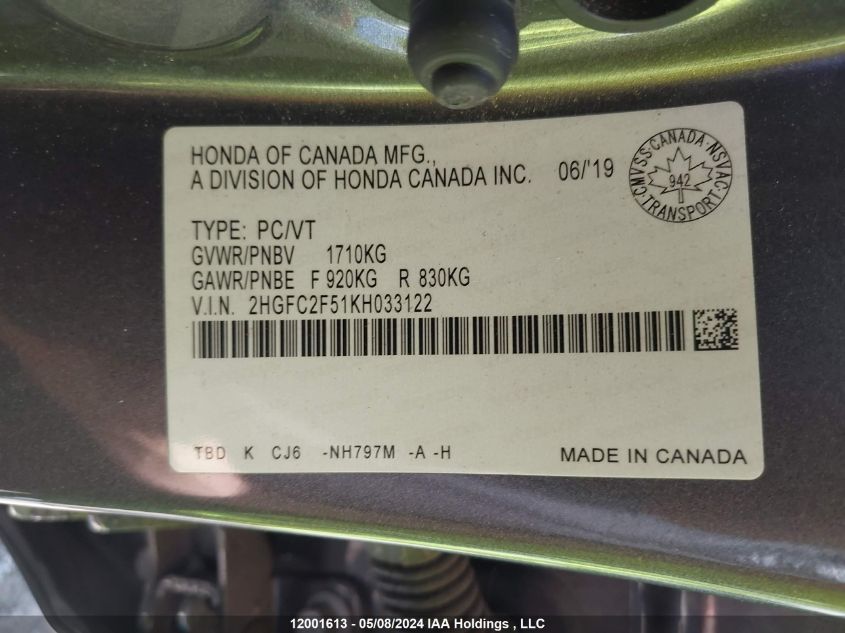 HONDA OF CANADA MFG.,
A DIVISION OF HONDA CANADA INC. 06/'19
CMVSS·CANADA·NSVAC·TRANSPORT·
942
TYPE: PC/VT
GVWR/PNBV 1710KG
GAWR/PNBE F 920KG R 830KG
V.I.N. 2HGFC2F51KH033122
TBD K CJ6 -NH797M -A -H MADE IN CANADA
12001613 - 05/08/2024 IAA Holdings , LLC